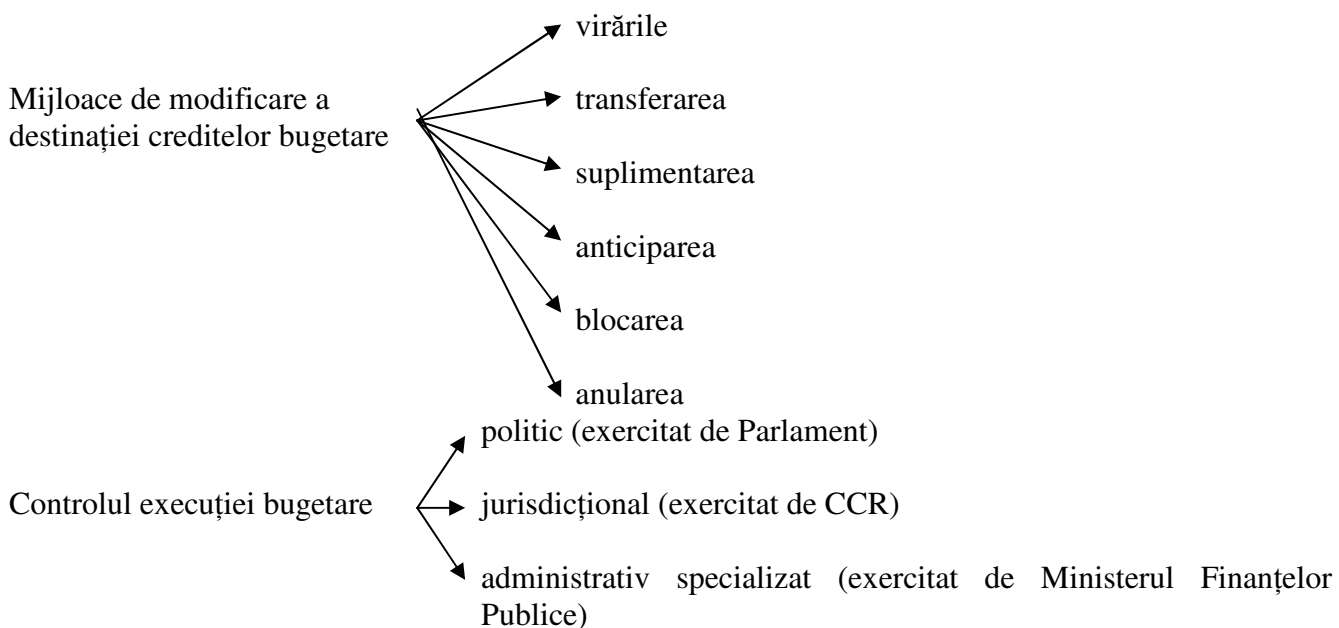 virările
Mijloace de modificare a
destinației creditelor bugetare
transferarea
suplimentarea
anticiparea
blocarea
anularea
politic (exercitat de Parlament)
Controlul execuției bugetare
jurisdicțional (exercitat de CCR)
administrativ specializat (exercitat de Ministerul Finanțelor
Publice)